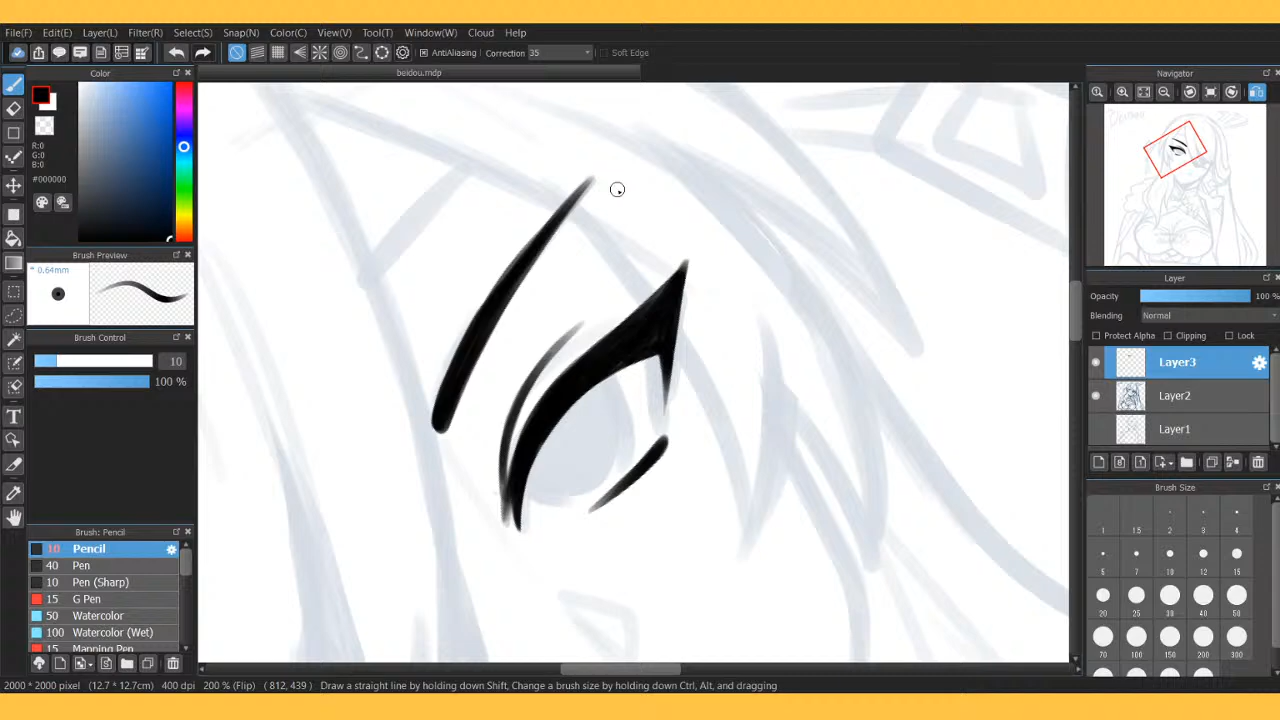 File(F) Edit(E) Layer(L) Filter(R) Select(S) Snap(N) Color(C) View(V) Tool(T) Window(W) Cloud Help
AntiAliasing Correction 35 Soft Edge
Color
beidou.mdp
Navigator
R:0
G:0
B:0
#000000
Brush Preview
* 0.64mm
Brush Control
10
100 %
Brush: Pencil
10 Pencil
40 Pen
10 Pen (Sharp)
15 G Pen
50 Watercolor
100 Watercolor (Wet)
15 Mapping Pen
Layer
Opacity 100 %
Blending Normal
Protect Alpha Clipping Lock
Layer3
Layer2
Layer1
Brush Size
1 1.5 2 3 4
5 7 10 12 15
20 25 30 40 50
70 100 150 200 300
2000 * 2000 pixel (12.7 * 12.7cm) 400 dpi 200 % (Flip) ( 812, 439 ) Draw a straight line by holding down Shift, Change a brush size by holding down Ctrl, Alt, and dragging